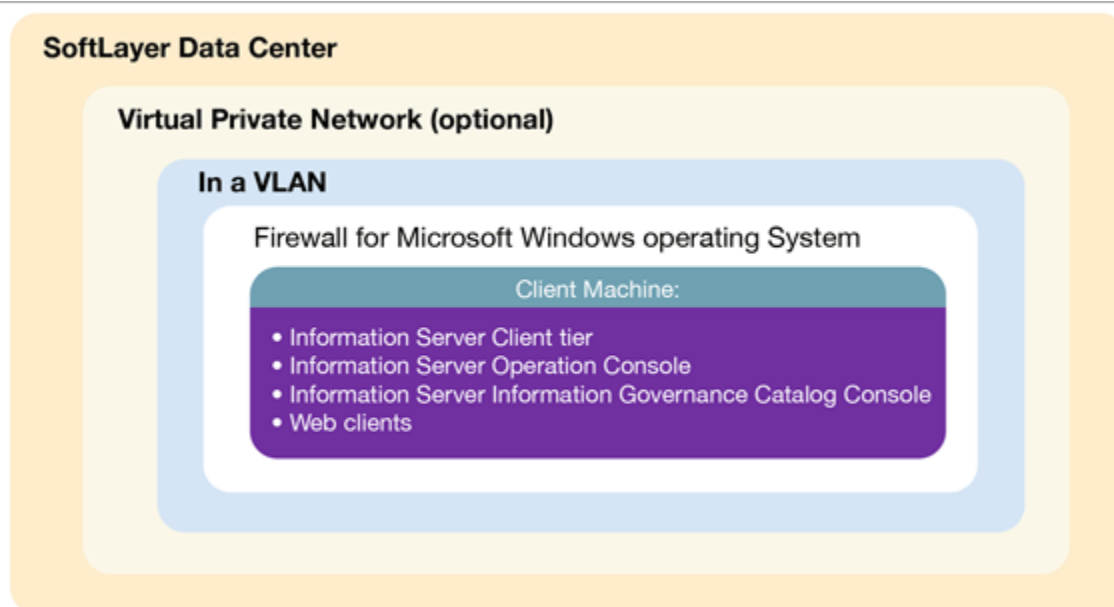 SoftLayer Data Center
Virtual Private Network (optional)
In a VLAN
Firewall for Microsoft Windows operating System
Client Machine:
• Information Server Client tier
• Information Server Operation Console
• Information Server Information Governance Catalog Console
• Web clients